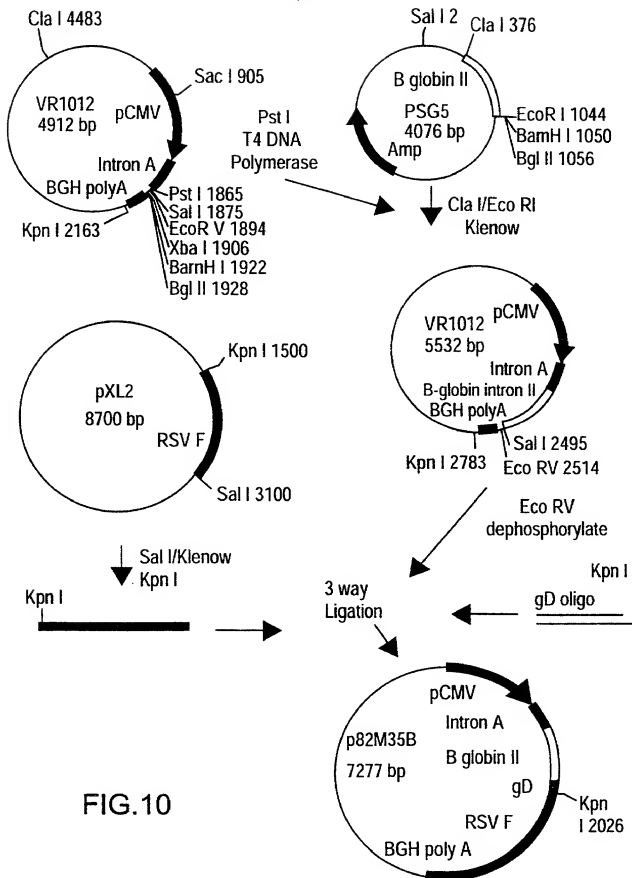 Cla I 4483
Sac I 905
VR1012
4912 bp
pCMV
Intron A
BGH polyA
Kpn I 2163
Pst I 1865
Sal I 1875
EcoR V 1894
Xba I 1906
BarnH I 1922
Bgl II 1928
Pst I
T4 DNA
Polymerase
Sal I 2
Cla I 376
B globin II
PSG5
4076 bp
Amp
EcoR I 1044
BamH I 1050
Bgl II 1056
Cla I/Eco RI
Klenow
pXL2
8700 bp
Kpn I 1500
RSV F
Sal I 3100
VR1012
5532 bp
pCMV
Intron A
B-globin intron II
BGH polyA
Sal I 2495
Kpn I 2783
Eco RV 2514
Sal I/Klenow
Kpn I
Kpn I
Eco RV
dephosphorylate
3 way
Ligation
Kpn I
gD oligo
pCMV
Intron A
p82M35B
7277 bp
B globin II
gD
Kpn
I 2026
RSV F
BGH poly A
FIG.10